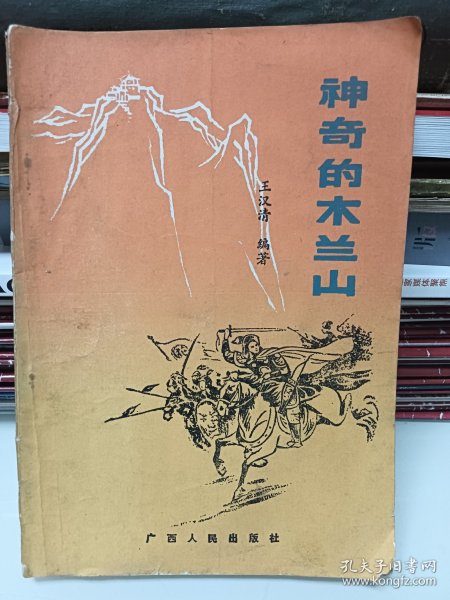 神奇的木兰山
王汉清 编著
广西人民出版社
孔夫子旧书网
www.kongfz.com